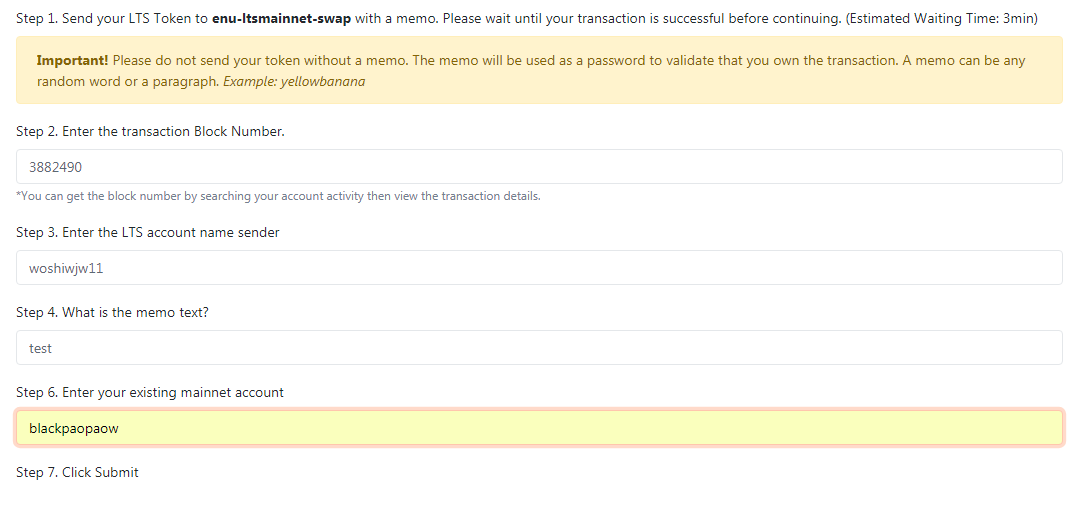 Step 1. Send your LTS Token to enu-ltsmainnet-swap with a memo. Please wait until your transaction is successful before continuing. (Estimated Waiting Time: 3min)
Important! Please do not send your token without a memo. The memo will be used as a password to validate that you own the transaction. A memo can be any
random word or a paragraph. Example: yellowbanana
Step 2. Enter the transaction Block Number.
3882490
*You can get the block number by searching your account activity then view the transaction details.
Step 3. Enter the LTS account name sender
woshiwjw11
Step 4. What is the memo text?
test
Step 6. Enter your existing mainnet account
blackpaopaow
Step 7. Click Submit